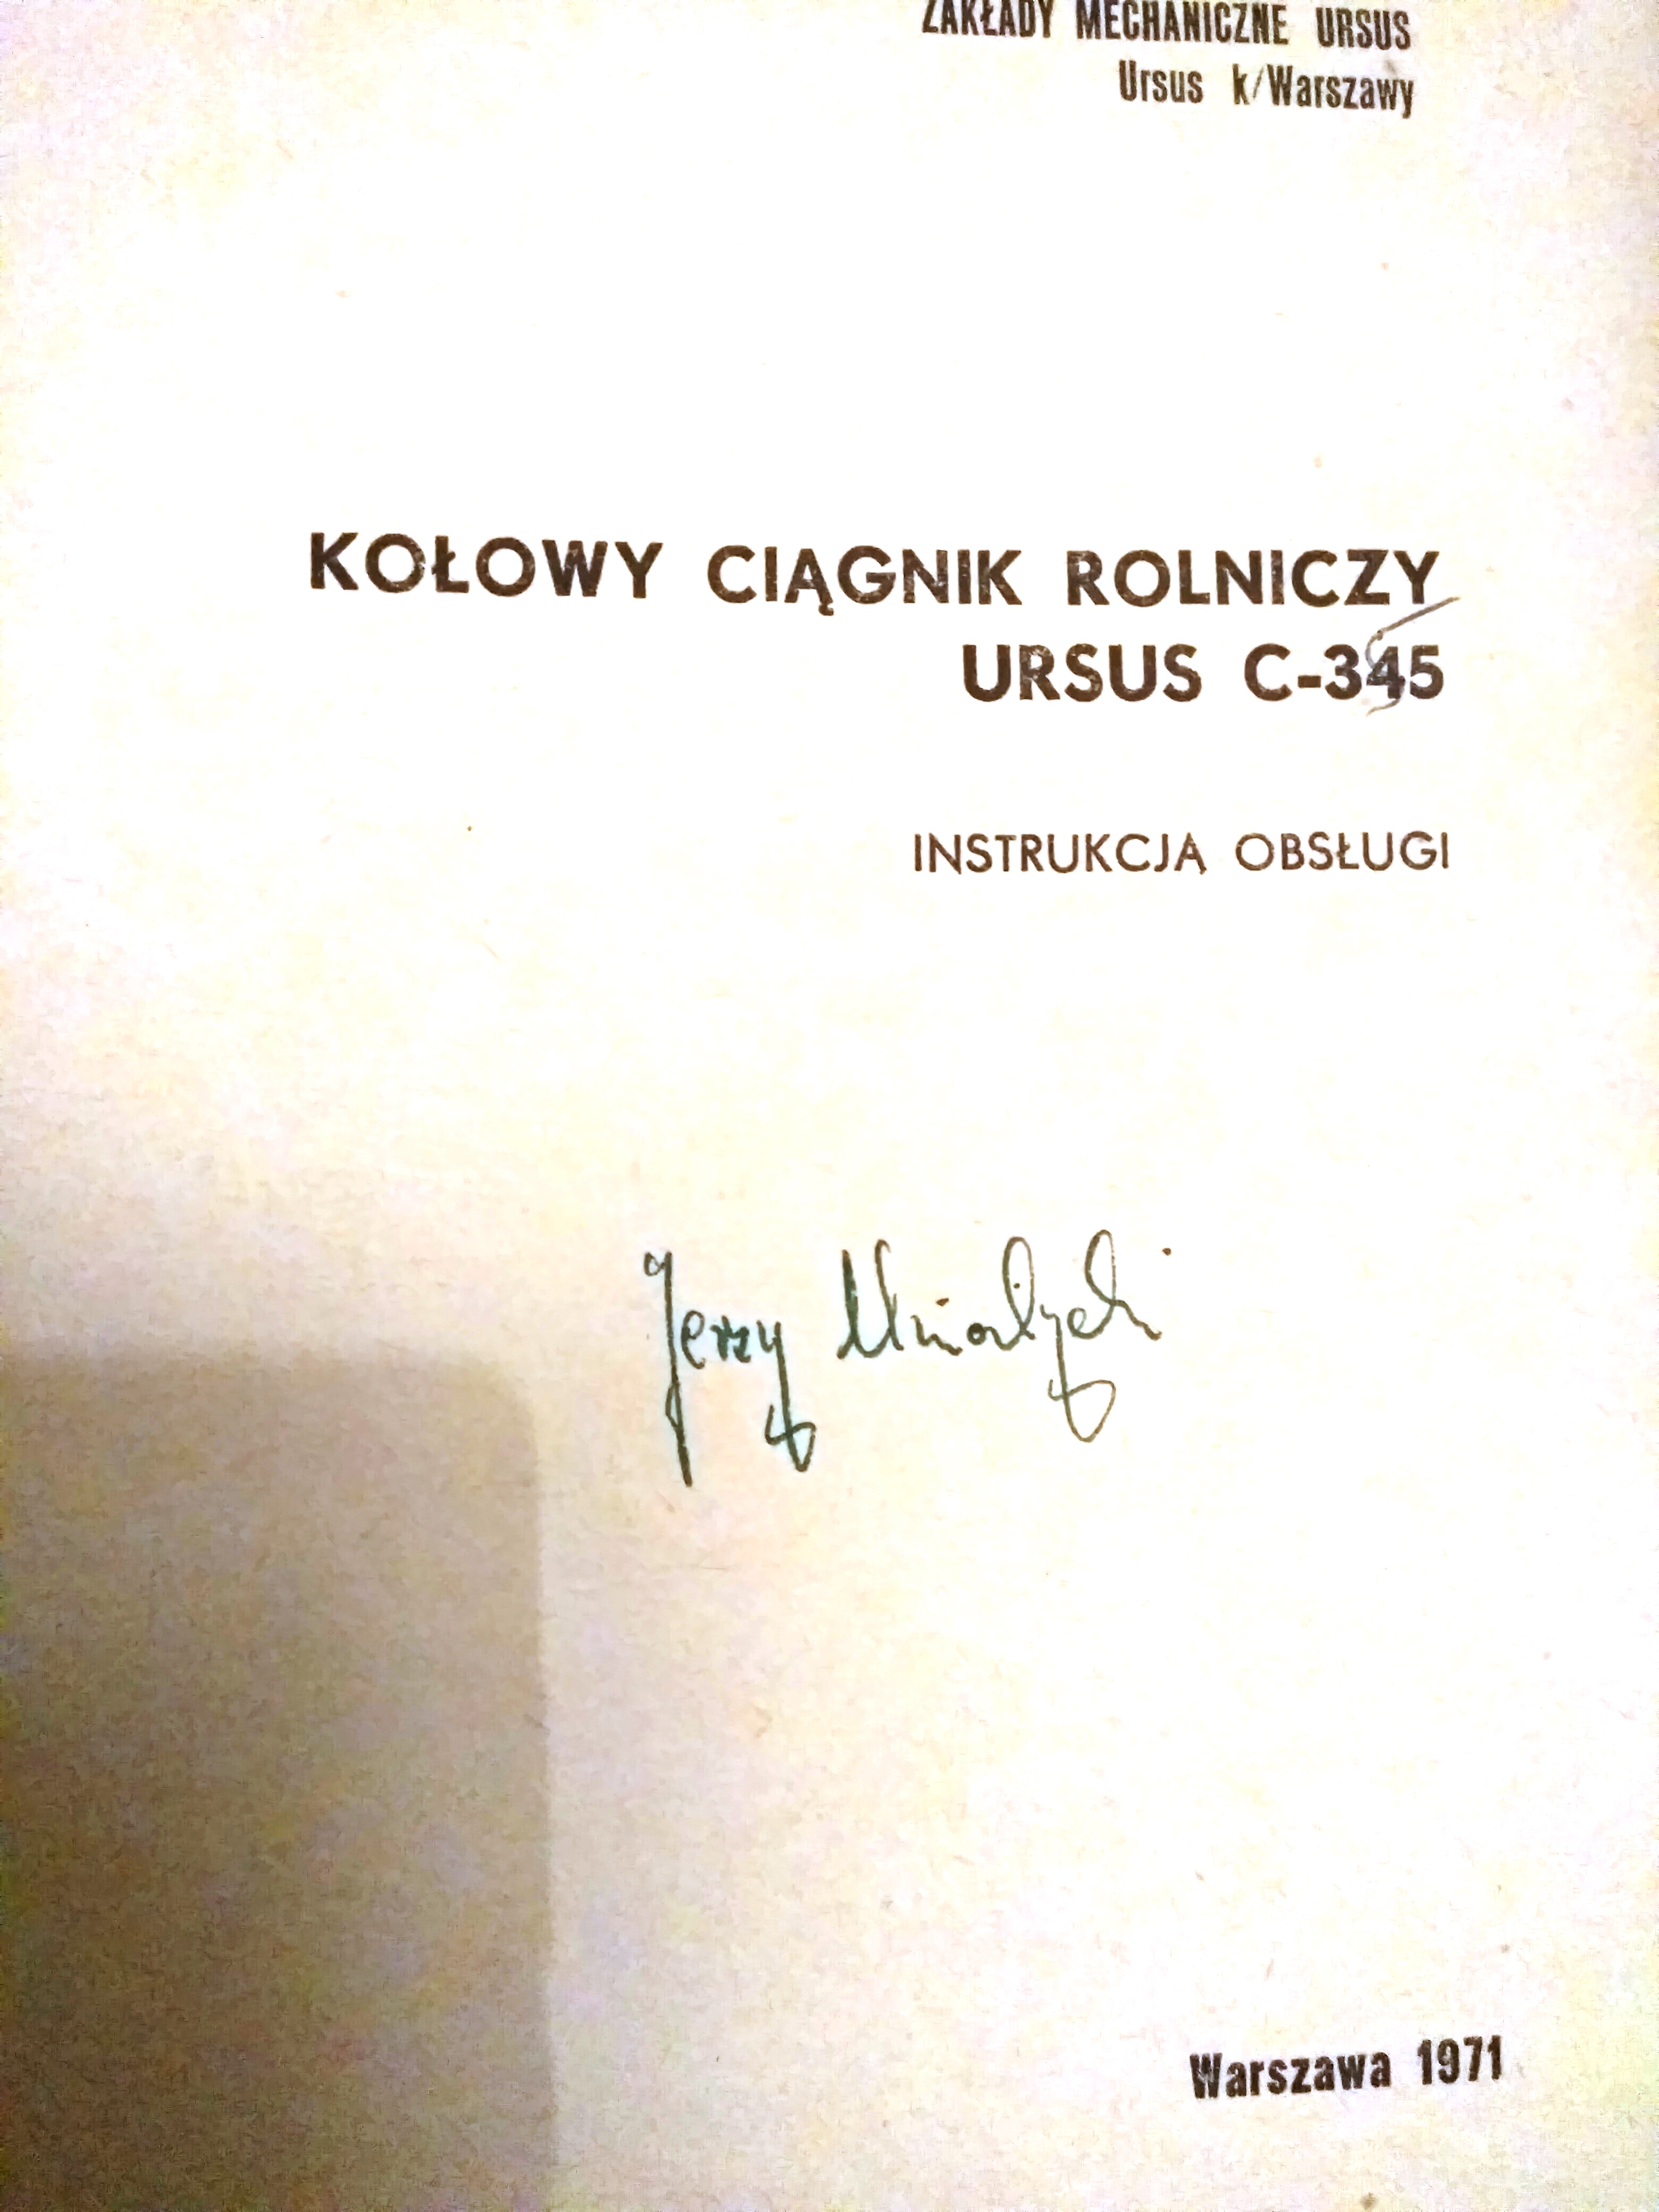 ZAKŁADY MECHANICZNE URSUS
Ursus k/Warszawy
KOŁOWY CIĄGNIK ROLNICZY
URSUS C-345
INSTRUKCJA OBSŁUGI
Jerzy
Warszawa 1971